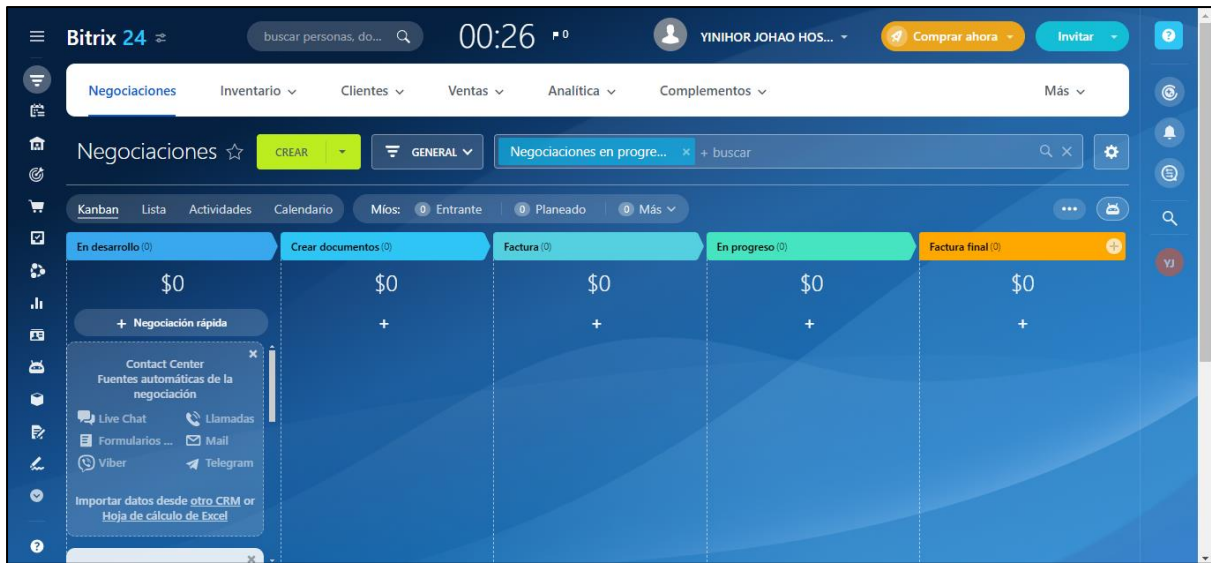 Bitrix 24
buscar personas, do...
00:26
0
YINIHOR JOHAO HOS...
Comprar ahora
Invitar
Negociaciones
Inventario
Clientes
Ventas
Analítica
Complementos
Más
Negociaciones
CREAR
GENERAL
Negociaciones en progre... ×
+ buscar
Kanban
Lista
Actividades
Calendario
Míos:
0 Entrante
0 Planeado
0 Más
En desarrollo (0)
Crear documentos (0)
Factura (0)
En progreso (0)
Factura final (0)
YJ
$0
$0
$0
$0
$0
+ Negociación rápida
+
+
+
+
Contact Center
Fuentes automáticas de la
negociación
Live Chat
Llamadas
Formularios ...
Mail
Viber
Telegram
Importar datos desde otro CRM or
Hoja de cálculo de Excel